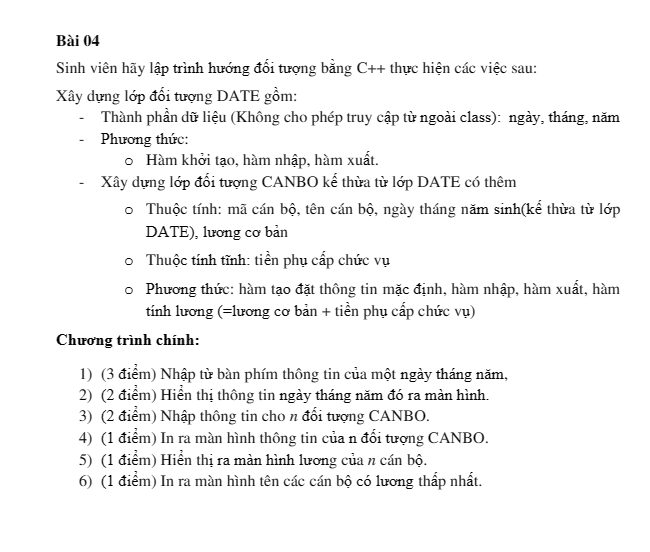 Bài 04
Sinh viên hãy lập trình hướng đối tượng bằng C++ thực hiện các việc sau:
Xây dựng lớp đối tượng DATE gồm:
- Thành phần dữ liệu (Không cho phép truy cập từ ngoài class): ngày, tháng, năm
- Phương thức:
o Hàm khởi tạo, hàm nhập, hàm xuất.
- Xây dựng lớp đối tượng CANBO kế thừa từ lớp DATE có thêm
o Thuộc tính: mã cán bộ, tên cán bộ, ngày tháng năm sinh(kế thừa từ lớp
DATE), lương cơ bản
o Thuộc tính tĩnh: tiền phụ cấp chức vụ
o Phương thức: hàm tạo đặt thông tin mặc định, hàm nhập, hàm xuất, hàm
tính lương (=lương cơ bản + tiền phụ cấp chức vụ)
Chương trình chính:
1) (3 điểm) Nhập từ bàn phím thông tin của một ngày tháng năm,
2) (2 điểm) Hiển thị thông tin ngày tháng năm đó ra màn hình.
3) (2 điểm) Nhập thông tin cho n đối tượng CANBO.
4) (1 điểm) In ra màn hình thông tin của n đối tượng CANBO.
5) (1 điểm) Hiển thị ra màn hình lương của n cán bộ.
6) (1 điểm) In ra màn hình tên các cán bộ có lương thấp nhất.